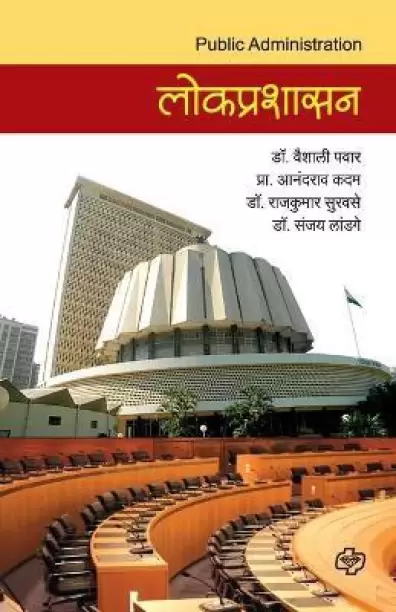 Public Administration
लोकप्रशासन
डॉ. वैशाली पवार
प्रा. आनंदराव कदम
डॉ. राजकुमार सुरवसे
डॉ. संजय लांडगे